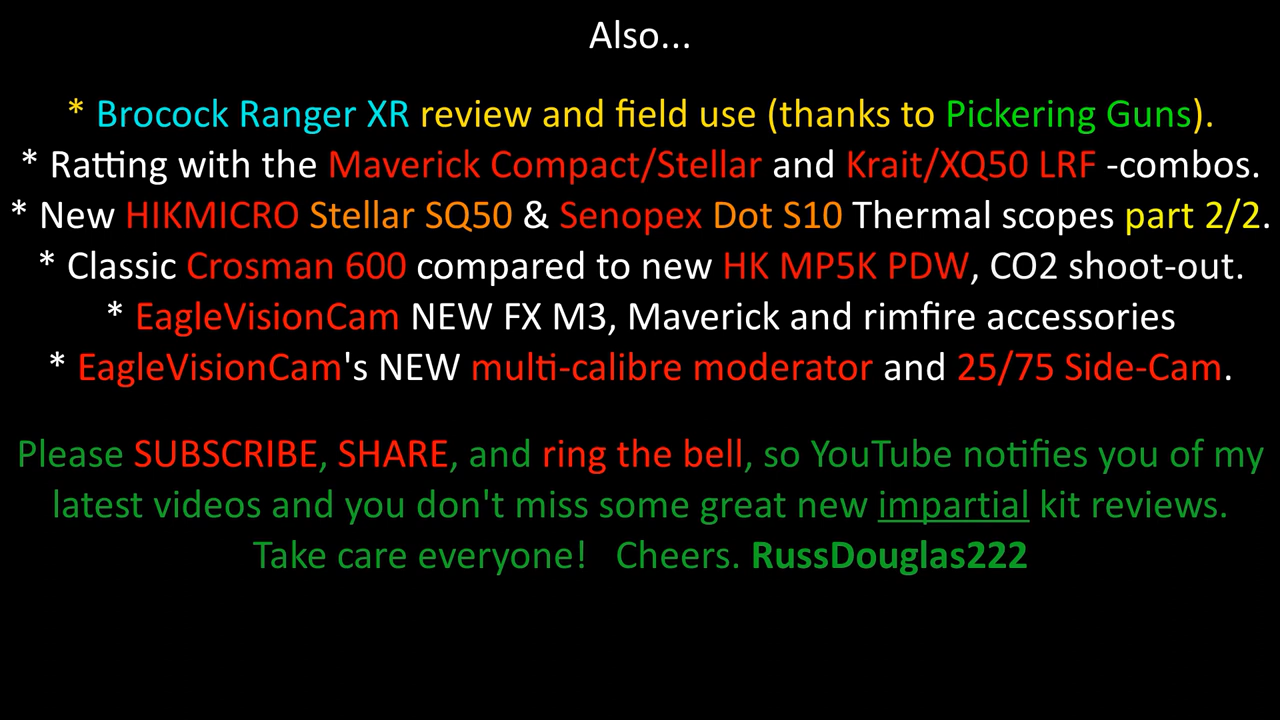 Also...
* Brocock Ranger XR review and field use (thanks to Pickering Guns).
* Ratting with the Maverick Compact/Stellar and Krait/XQ50 LRF -combos.
* New HIKMICRO Stellar SQ50 & Senopex Dot S10 Thermal scopes part 2/2.
* Classic Crosman 600 compared to new HK MP5K PDW, CO2 shoot-out.
* EagleVisionCam NEW FX M3, Maverick and rimfire accessories
* EagleVisionCam's NEW multi-calibre moderator and 25/75 Side-Cam.
Please SUBSCRIBE, SHARE, and ring the bell, so YouTube notifies you of my
latest videos and you don't miss some great new impartial kit reviews.
Take care everyone!   Cheers. RussDouglas222